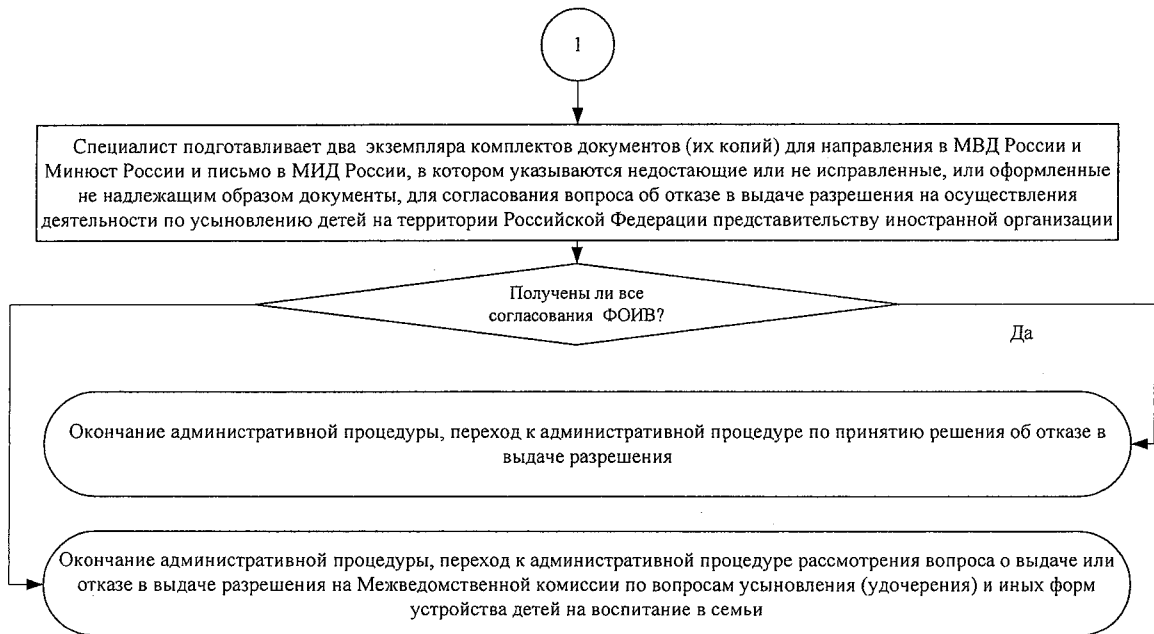 1
Специалист подготавливает два экземпляра комплектов документов (их копий) для направления в МВД России и
Минюст России и письмо в МИД России, в котором указываются недостающие или не исправленные, или оформленные
не надлежащим образом документы, для согласования вопроса об отказе в выдаче разрешения на осуществления
деятельности по усыновлению детей на территории Российской Федерации представительству иностранной организации
Получены ли все
согласования ФОИВ?
Да
Окончание административной процедуры, переход к административной процедуре по принятию решения об отказе в
выдаче разрешения
Окончание административной процедуры, переход к административной процедуре рассмотрения вопроса о выдаче или
отказе в выдаче разрешения на Межведомственной комиссии по вопросам усыновления (удочерения) и иных форм
устройства детей на воспитание в семьи